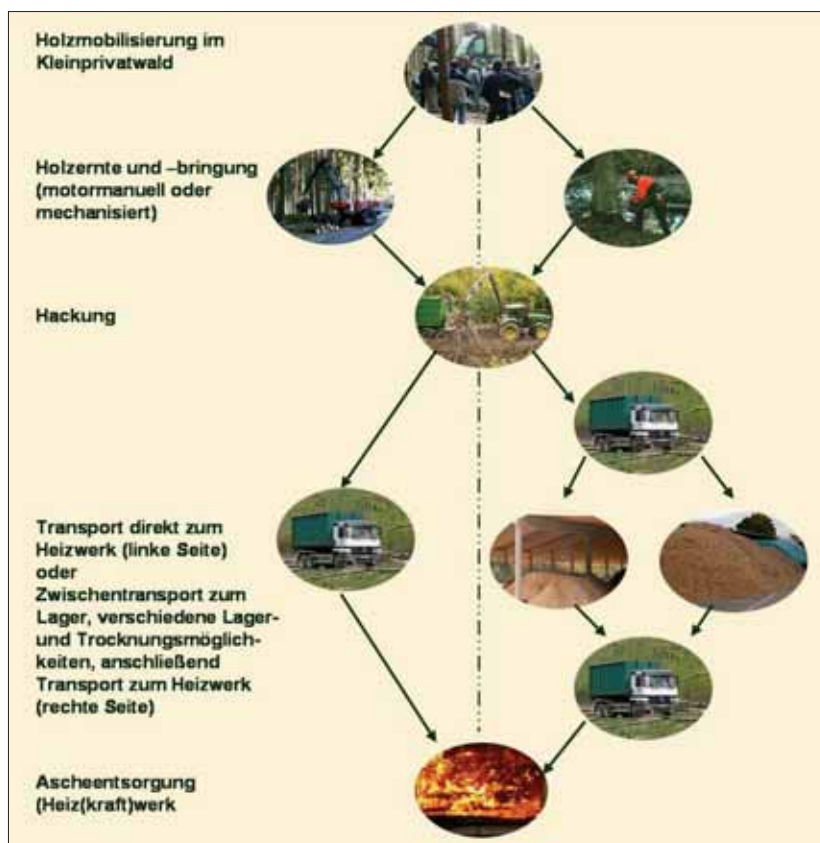 Holzmobilisierung im
Kleinprivatwald
Holzernte und –bringung
(motormanuell oder
mechanisiert)
Hackung
Transport direkt zum
Heizwerk (linke Seite)
oder
Zwischentransport zum
Lager, verschiedene Lager-
und Trocknungsmöglich-
keiten, anschließend
Transport zum Heizwerk
(rechte Seite)
Ascheentsorgung
(Heiz(kraft)werk